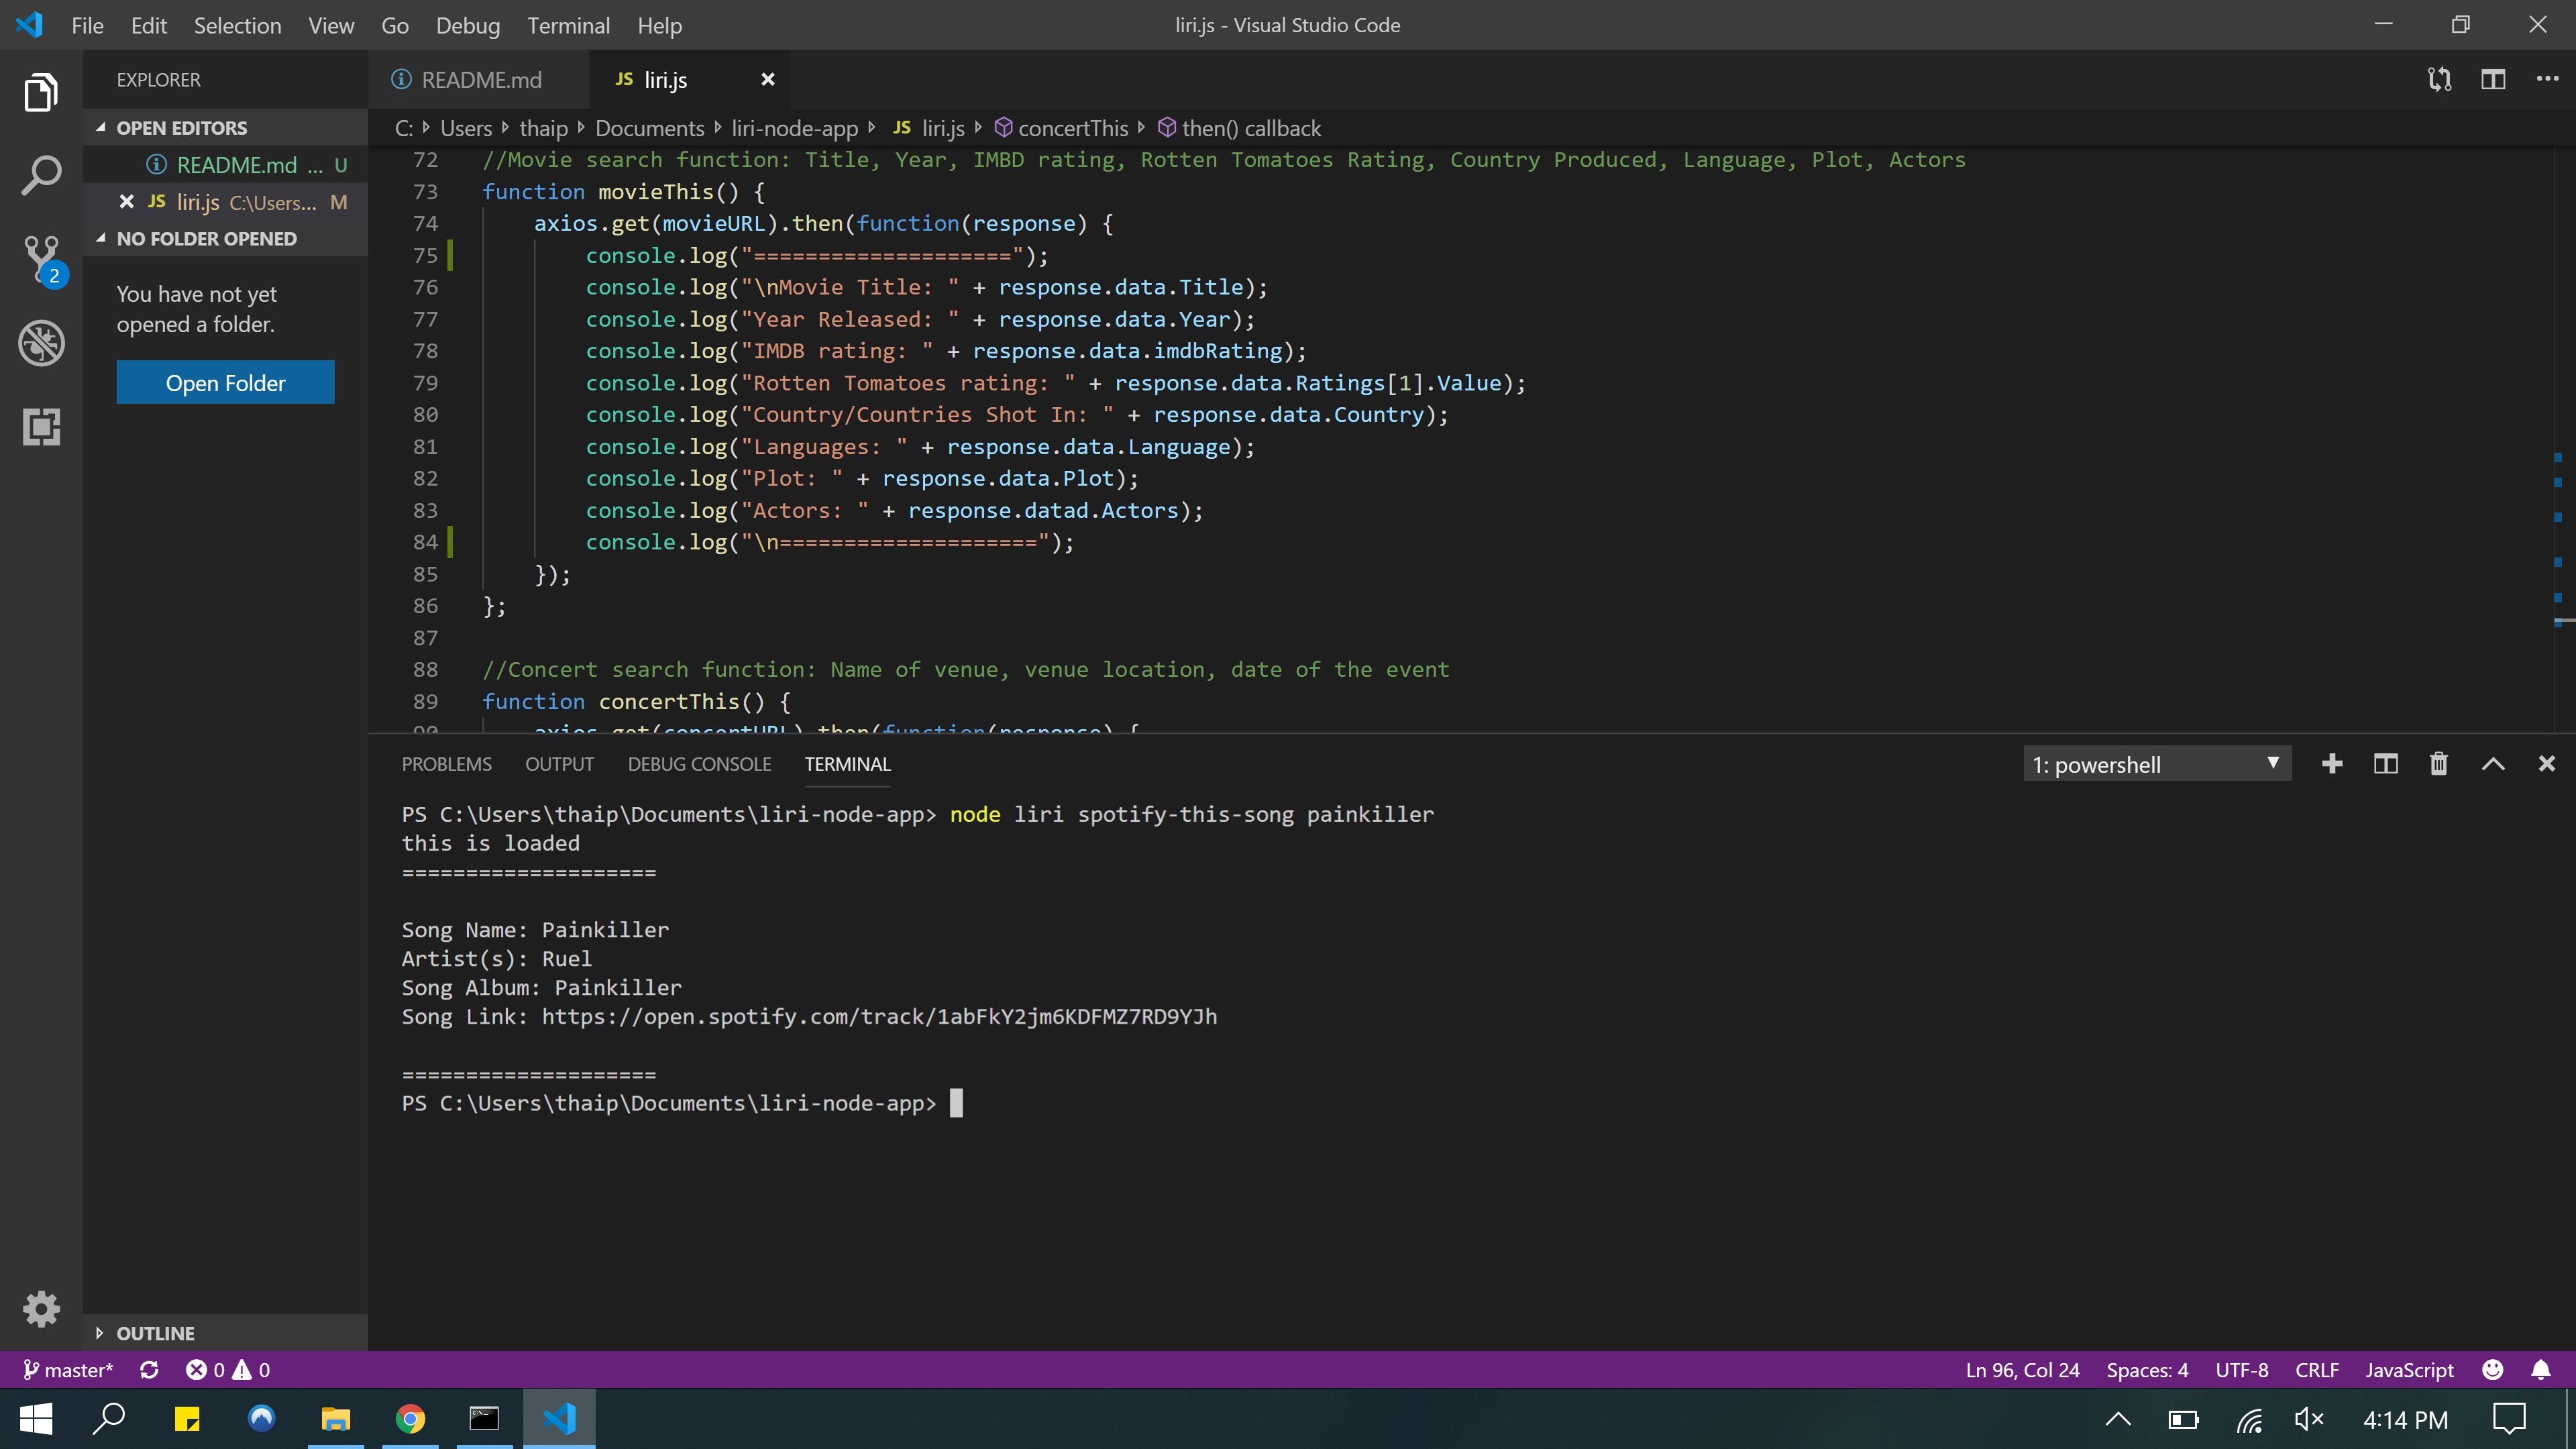 File Edit Selection View Go Debug Terminal Help
liri.js - Visual Studio Code
EXPLORER
OPEN EDITORS
README.md ... U
JS liri.js C:\Users... M
NO FOLDER OPENED
You have not yet
opened a folder.
Open Folder
OUTLINE
2
README.md
JS liri.js
C: Users thaip Documents liri-node-app JS liri.js concertThis then() callback
72 //Movie search function: Title, Year, IMBD rating, Rotten Tomatoes Rating, Country Produced, Language, Plot, Actors
73 function movieThis() {
74 axios.get(movieURL).then(function(response) {
75 console.log("====================");
76 console.log("\nMovie Title: " + response.data.Title);
77 console.log("Year Released: " + response.data.Year);
78 console.log("IMDB rating: " + response.data.imdbRating);
79 console.log("Rotten Tomatoes rating: " + response.data.Ratings[1].Value);
80 console.log("Country/Countries Shot In: " + response.data.Country);
81 console.log("Languages: " + response.data.Language);
82 console.log("Plot: " + response.data.Plot);
83 console.log("Actors: " + response.datad.Actors);
84 console.log("\n====================");
85 });
86 };
87
88 //Concert search function: Name of venue, venue location, date of the event
89 function concertThis() {
90 axios.get(concertURL).then(function(response) {
PROBLEMS OUTPUT DEBUG CONSOLE TERMINAL
1: powershell
PS C:\Users\thaip\Documents\liri-node-app> node liri spotify-this-song painkiller
this is loaded
====================
Song Name: Painkiller
Artist(s): Ruel
Song Album: Painkiller
Song Link: https://open.spotify.com/track/1abFkY2jm6KDFMZ7RD9YJh
====================
PS C:\Users\thaip\Documents\liri-node-app>
master* 0 0
Ln 96, Col 24 Spaces: 4 UTF-8 CRLF JavaScript
4:14 PM